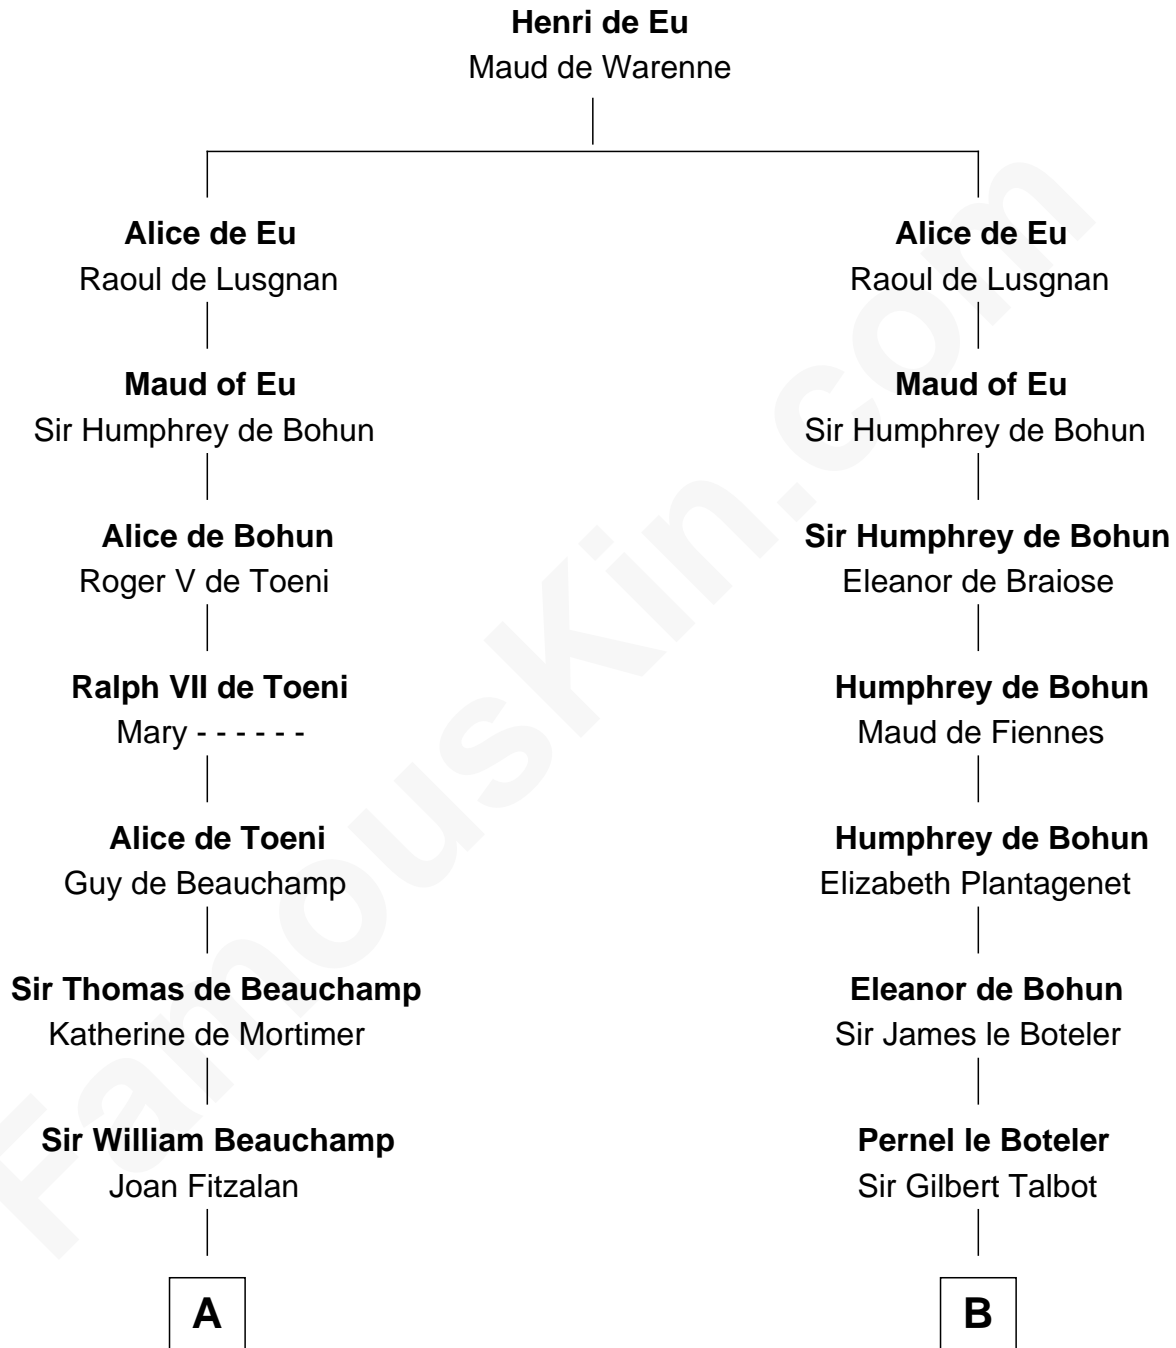 Henri de Eu
Maud de Warenne
Alice de Eu
Raoul de Lusgnan
Maud of Eu
Sir Humphrey de Bohun
Alice de Bohun
Roger V de Toeni
Ralph VII de Toeni
Mary - - - - - -
Alice de Toeni
Guy de Beauchamp
Sir Thomas de Beauchamp
Katherine de Mortimer
Sir William Beauchamp
Joan Fitzalan
A
Alice de Eu
Raoul de Lusgnan
Maud of Eu
Sir Humphrey de Bohun
Sir Humphrey de Bohun
Eleanor de Braiose
Humphrey de Bohun
Maud de Fiennes
Humphrey de Bohun
Elizabeth Plantagenet
Eleanor de Bohun
Sir James le Boteler
Pernel le Boteler
Sir Gilbert Talbot
B
FamousKin.com